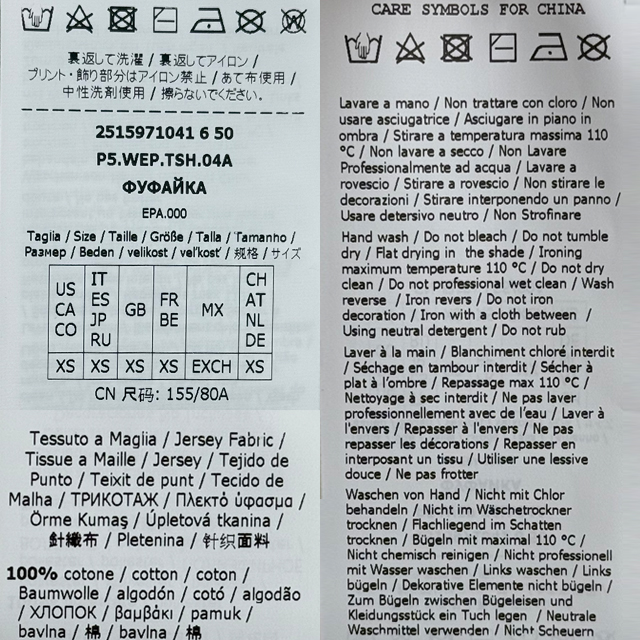 裏返して洗濯 / 裏返してアイロン /
プリント・飾り部分はアイロン禁止 / あて布使用 /
中性洗剤使用 / 擦らないでください。
2515971041 6 50
P5.WEP.TSH.04A
ФУФАЙКА
EPA.000
Taglia / Size / Taille / Größe / Talla / Tamanho /
Размер / Beden / velikost / veľkosť / 规格 / サイズ
US CA CO
IT ES JP RU
GB
FR BE
MX
CH AT NL DE
XS XS XS XS EXCH XS
CN 尺码: 155/80A
Tessuto a Maglia / Jersey Fabric /
Tissue a Maille / Jersey / Tejido de
Punto / Teixit de punt / Tecido de
Malha / ТРИКОТАЖ / Πλεκτό ύφασμα /
Örme Kumaş / Úpletová tkanina /
針織布 / Pletenina / 针织面料
100% cotone / cotton / coton /
Baumwolle / algodón / cotó / algodão
/ ХЛОПОК / βαμβάκι / pamuk /
bavlna / 棉 / bavlna / 棉
CARE SYMBOLS FOR CHINA
Lavare a mano / Non trattare con cloro / Non
usare asciugatrice / Asciugare in piano in
ombra / Stirare a temperatura massima 110
°C / Non lavare a secco / Non Lavare
Professionalmente ad acqua / Lavare a
rovescio / Stirare a rovescio / Non stirare le
decorazioni / Stirare interponendo un panno /
Usare detersivo neutro / Non Strofinare
Hand wash / Do not bleach / Do not tumble
dry / Flat drying in the shade / Ironing
maximum temperature 110 °C / Do not dry
clean / Do not professional wet clean / Wash
reverse / Iron revers / Do not iron
decoration / Iron with a cloth between /
Using neutral detergent / Do not rub
Laver à la main / Blanchiment chloré interdit
/ Séchage en tambour interdit / Sécher à
plat à l'ombre / Repassage max 110 °C /
Nettoyage à sec interdit / Ne pas laver
professionnellement avec de l'eau / Laver à
l'envers / Repasser à l'envers / Ne pas
repasser les décorations / Repasser en
interposant un tissu / Utiliser une lessive
douce / Ne pas frotter
Waschen von Hand / Nicht mit Chlor
behandeln / Nicht im Wäschetrockner
trocknen / Flachliegend im Schatten
trocknen / Bügeln mit maximal 110 °C /
Nicht chemisch reinigen / Nicht professionell
mit Wasser waschen / Links waschen / Links
bügeln / Dekorative Elemente nicht bügeln /
Zum Bügeln zwischen Bügeleisen und
Kleidungsstück ein Tuch legen / Neutrale
Waschmittel verwenden / Nicht Scheuern